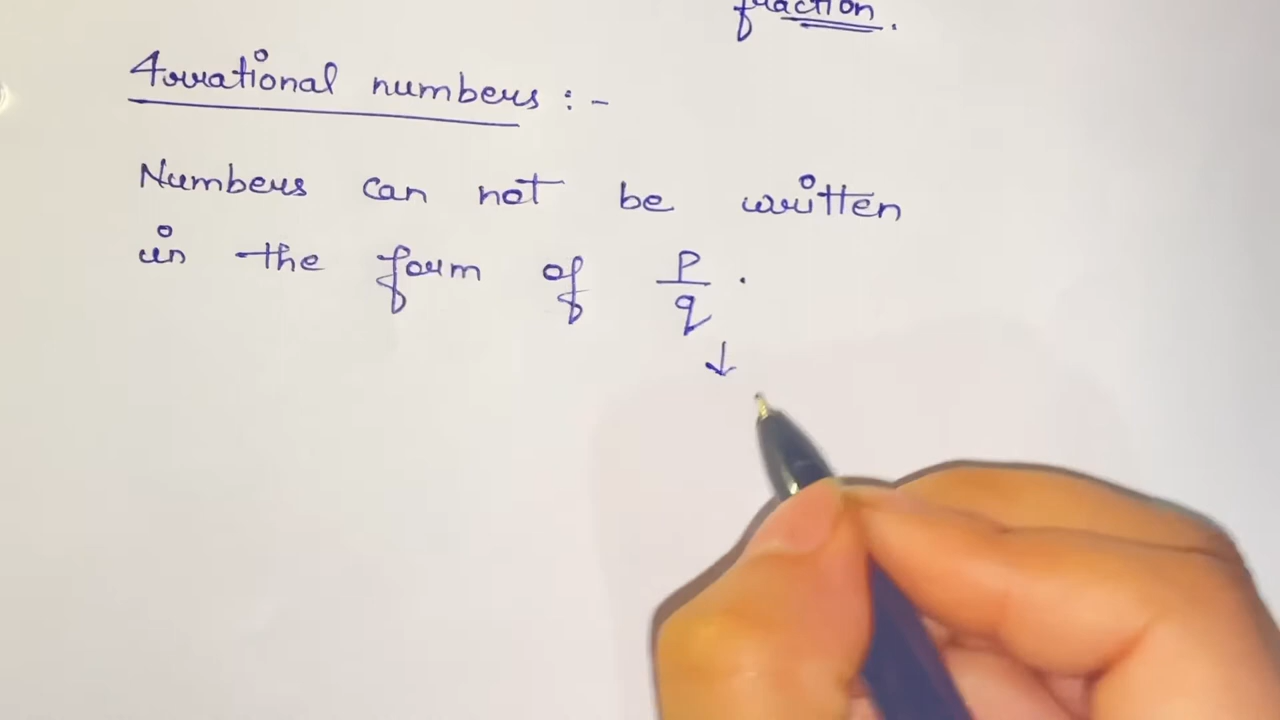 fraction.
Irrational numbers :-
Numbers can not be written
in the form of p/q .
↓